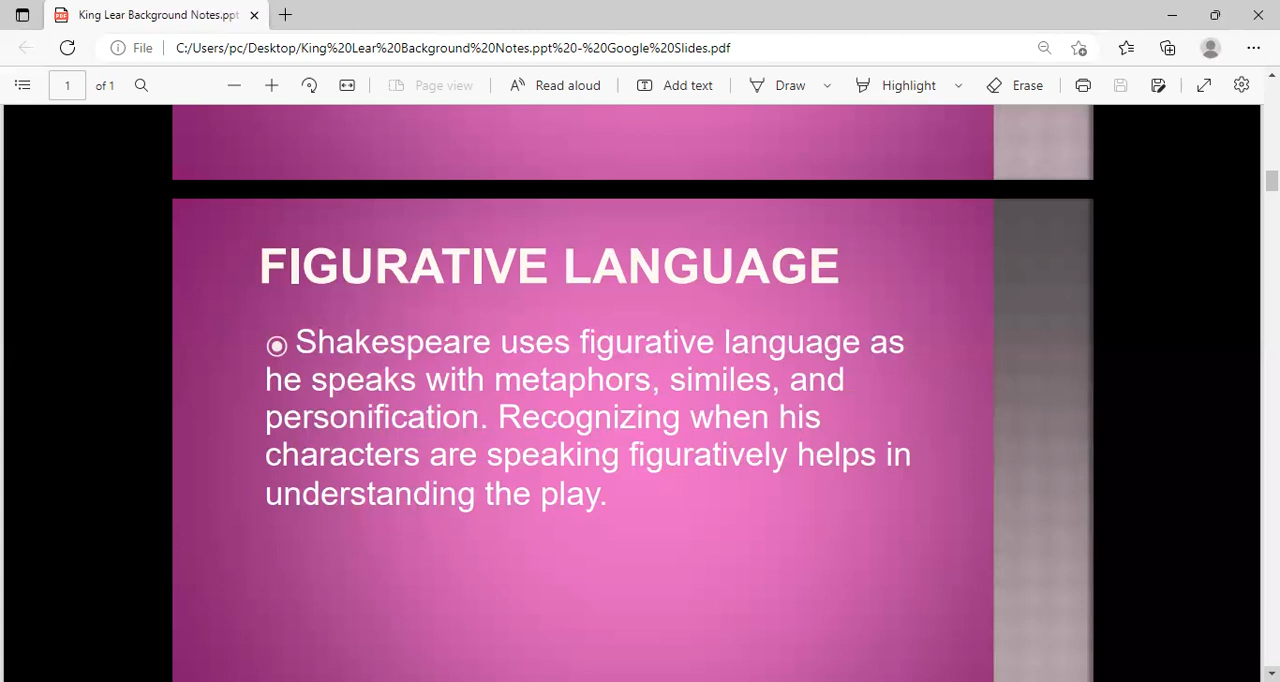 King Lear Background Notes.ppt
File C:/Users/pc/Desktop/King%20Lear%20Background%20Notes.ppt%20-%20Google%20Slides.pdf
1 of 1 Page view Read aloud Add text Draw Highlight Erase
FIGURATIVE LANGUAGE
Shakespeare uses figurative language as
he speaks with metaphors, similes, and
personification. Recognizing when his
characters are speaking figuratively helps in
understanding the play.